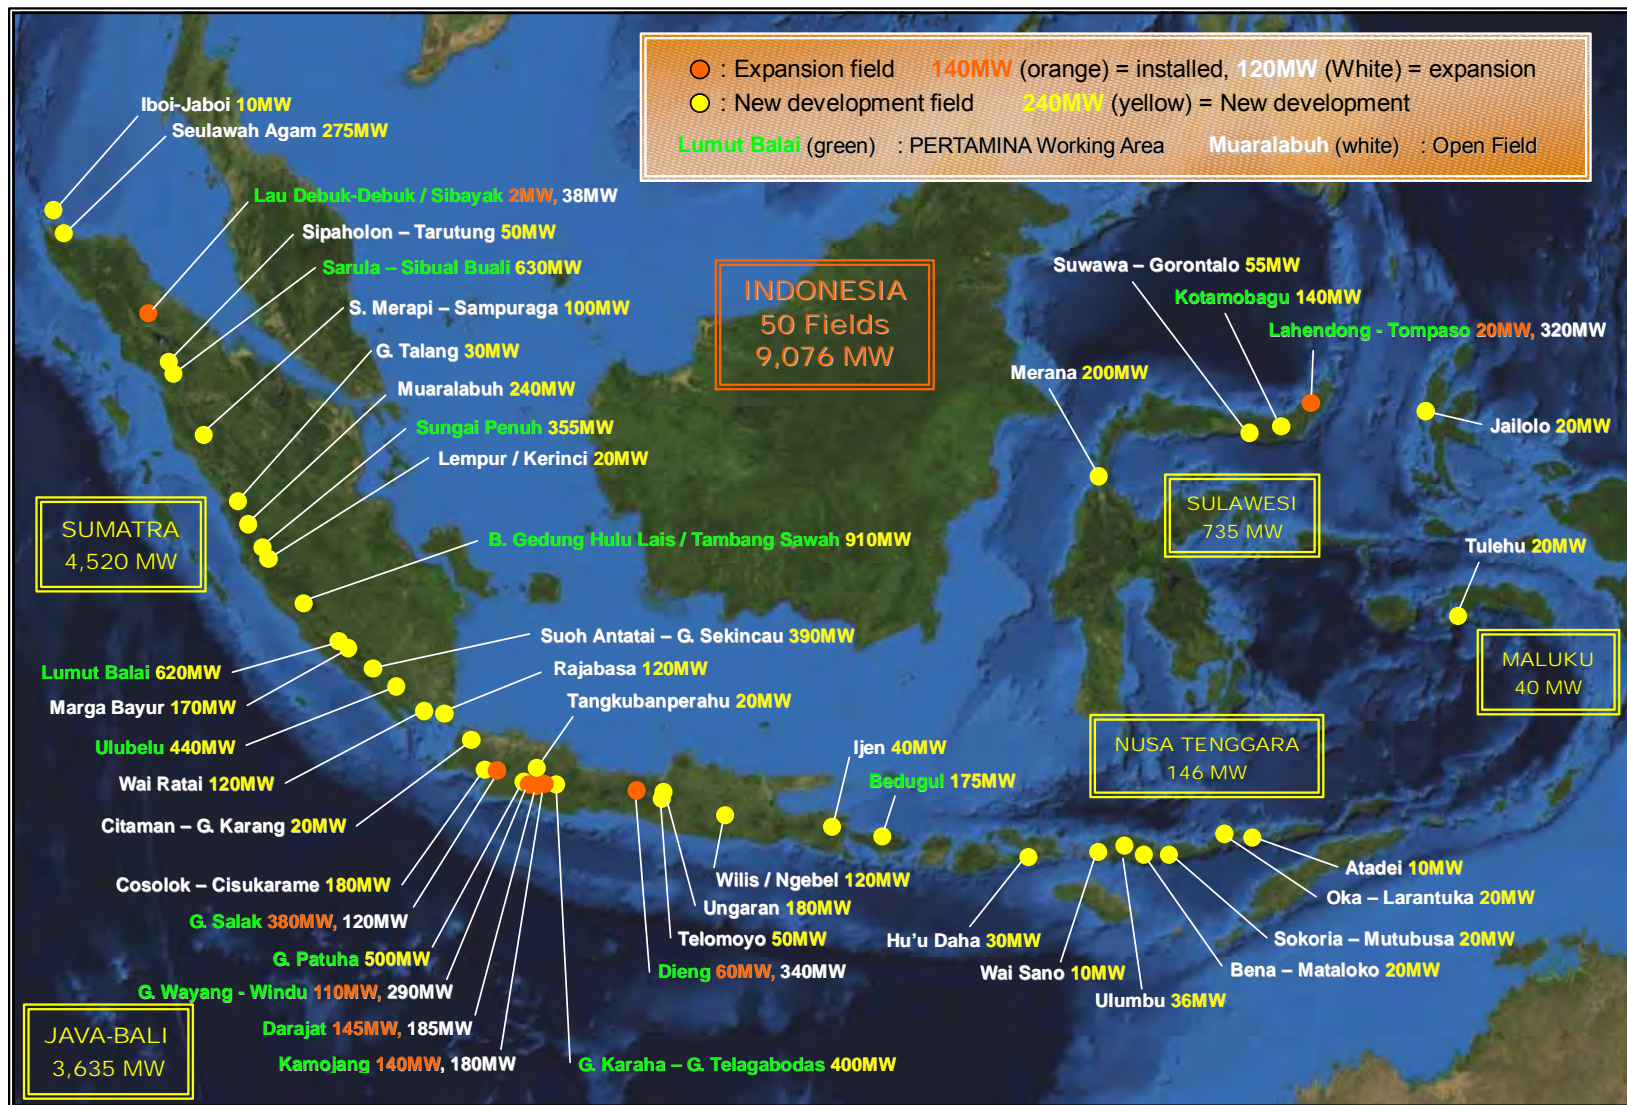 : Expansion field 140MW (orange) = installed, 120MW (White) = expansion
: New development field 240MW (yellow) = New development
Lumut Balai (green) : PERTAMINA Working Area Muaralabuh (white) : Open Field
Iboi-Jaboi 10MW
Seulawah Agam 275MW
Lau Debuk-Debuk / Sibayak 2MW, 38MW
Sipaholon – Tarutung 50MW
Sarula – Sibual Buali 630MW
S. Merapi – Sampuraga 100MW
G. Talang 30MW
Muaralabuh 240MW
Sungai Penuh 355MW
Lempur / Kerinci 20MW
B. Gedung Hulu Lais / Tambang Sawah 910MW
SUMATRA
4,520 MW
INDONESIA
50 Fields
9,076 MW
Suwawa – Gorontalo 55MW
Kotamobagu 140MW
Lahendong - Tompaso 20MW, 320MW
Merana 200MW
Jailolo 20MW
SULAWESI
735 MW
Tulehu 20MW
MALUKU
40 MW
Suoh Antatai – G. Sekincau 390MW
Rajabasa 120MW
Tangkubanperahu 20MW
Lumut Balai 620MW
Marga Bayur 170MW
Ulubelu 440MW
Wai Ratai 120MW
Citaman – G. Karang 20MW
Cosolok – Cisukarame 180MW
G. Salak 380MW, 120MW
G. Patuha 500MW
G. Wayang - Windu 110MW, 290MW
Darajat 145MW, 185MW
Kamojang 140MW, 180MW
G. Karaha – G. Telagabodas 400MW
JAVA-BALI
3,635 MW
Ijen 40MW
Bedugul 175MW
Wilis / Ngebel 120MW
Ungaran 180MW
Telomoyo 50MW
Dieng 60MW, 340MW
NUSA TENGGARA
146 MW
Hu'u Daha 30MW
Wai Sano 10MW
Ulumbu 36MW
Bena – Mataloko 20MW
Sokoria – Mutubusa 20MW
Oka – Larantuka 20MW
Atadei 10MW